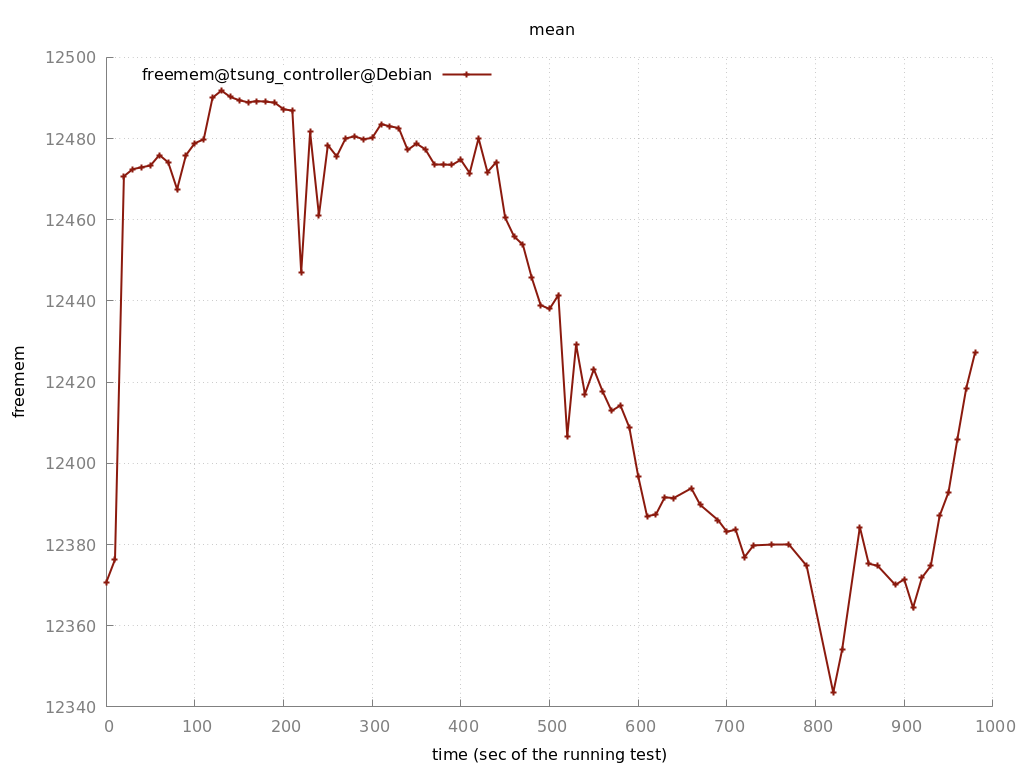 mean
12500
freemem@tsung_controller@Debian
12480
12460
12440
12420
freemem
12400
12380
12360
12340
0 100 200 300 400 500 600 700 800 900 1000
time (sec of the running test)